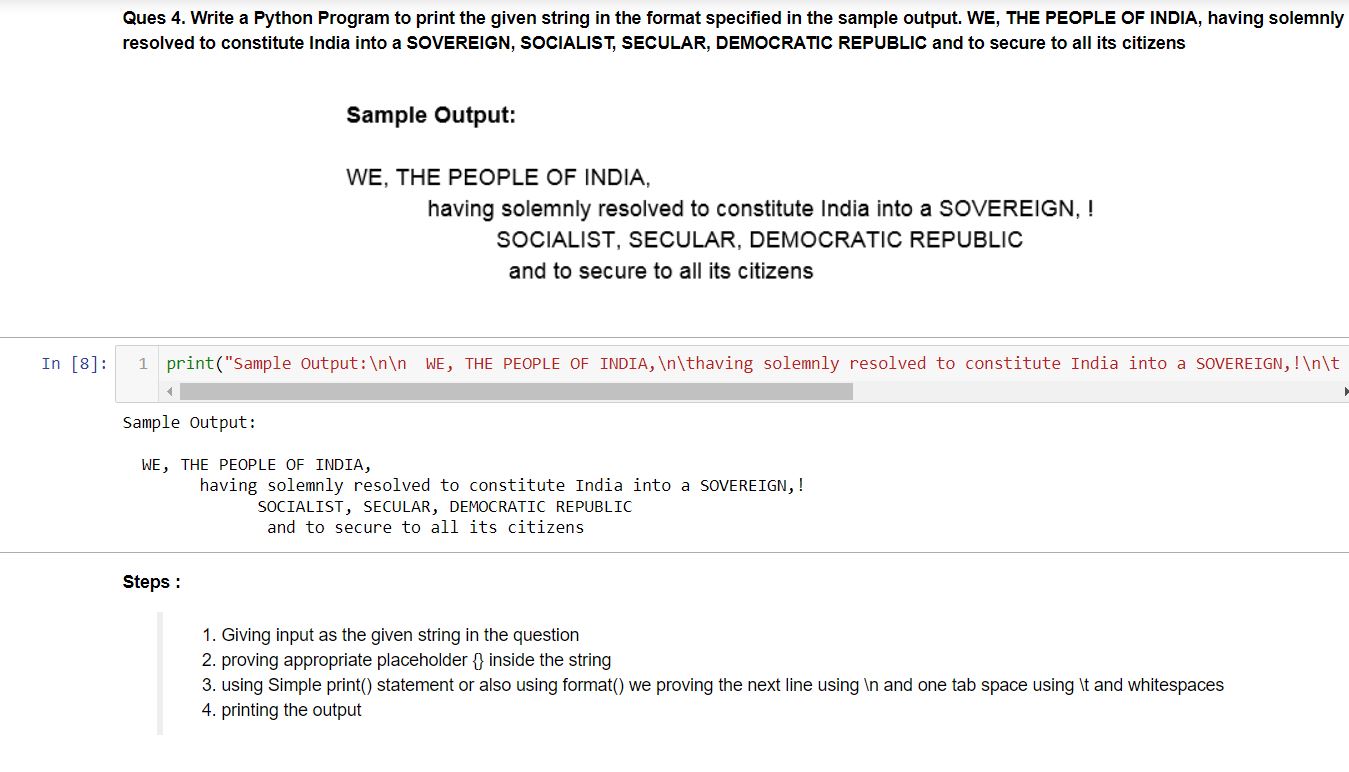 Ques 4. Write a Python Program to print the given string in the format specified in the sample output. WE, THE PEOPLE OF INDIA, having solemnly
resolved to constitute India into a SOVEREIGN, SOCIALIST, SECULAR, DEMOCRATIC REPUBLIC and to secure to all its citizens
Sample Output:
WE, THE PEOPLE OF INDIA,
having solemnly resolved to constitute India into a SOVEREIGN, !
SOCIALIST, SECULAR, DEMOCRATIC REPUBLIC
and to secure to all its citizens
In [8]: 1 print("Sample Output:\n\n  WE, THE PEOPLE OF INDIA,\n\thaving solemnly resolved to constitute India into a SOVEREIGN,!\n\t
Sample Output:
WE, THE PEOPLE OF INDIA,
having solemnly resolved to constitute India into a SOVEREIGN,!
SOCIALIST, SECULAR, DEMOCRATIC REPUBLIC
and to secure to all its citizens
Steps :
1. Giving input as the given string in the question
2. proving appropriate placeholder {} inside the string
3. using Simple print() statement or also using format() we proving the next line using \n and one tab space using \t and whitespaces
4. printing the output